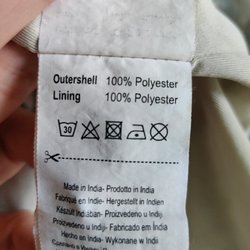 Outershell 100% Polyester
Lining 100% Polyester
30
Made in India- Prodotto in India
Fabriqué en Inde- Hergestellt in Indien
Készült Indiában- Proizvedeno u Indiji
Proizvedeno u Indiji- Fabricado em India
Hecho en India- Wykonane w Indii